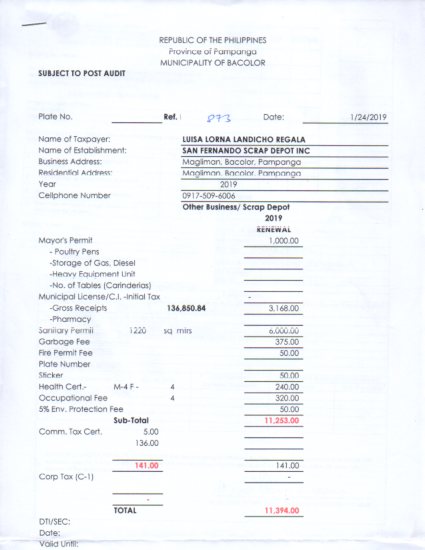 REPUBLIC OF THE PHILIPPINES
Province of Pampanga
MUNICIPALITY OF BACOLOR
SUBJECT TO POST AUDIT
Plate No. Ref. 873 Date: 1/24/2019
Name of Taxpayer: LUISA LORNA LANDICHO REGALA
Name of Establishment: SAN FERNANDO SCRAP DEPOT INC
Business Address: Magliman, Bacolor, Pampanga
Residential Address: Magliman, Bacolor, Pampanga
Year 2019
Cellphone Number 0917-509-6006
Other Business/ Scrap Depot
2019
RENEWAL
Mayor's Permit 1,000.00
- Poultry Pens
-Storage of Gas, Diesel
-Heavy Equipment Unit
-No. of Tables (Carinderias)
Municipal License/C.I. -Initial Tax -
-Gross Receipts 136,850.84 3,168.00
-Pharmacy
Sanitary Permit 1220 sq mtrs 6,000.00
Garbage Fee 375.00
Fire Permit Fee 50.00
Plate Number
Sticker 50.00
Health Cert.- M-4 F - 4 240.00
Occupational Fee 4 320.00
5% Env. Protection Fee 50.00
Sub-Total 11,253.00
Comm. Tax Cert. 5.00
136.00
141.00 141.00
Corp Tax (C-1) -
-
TOTAL 11,394.00
DTI/SEC:
Date:
Valid Until: